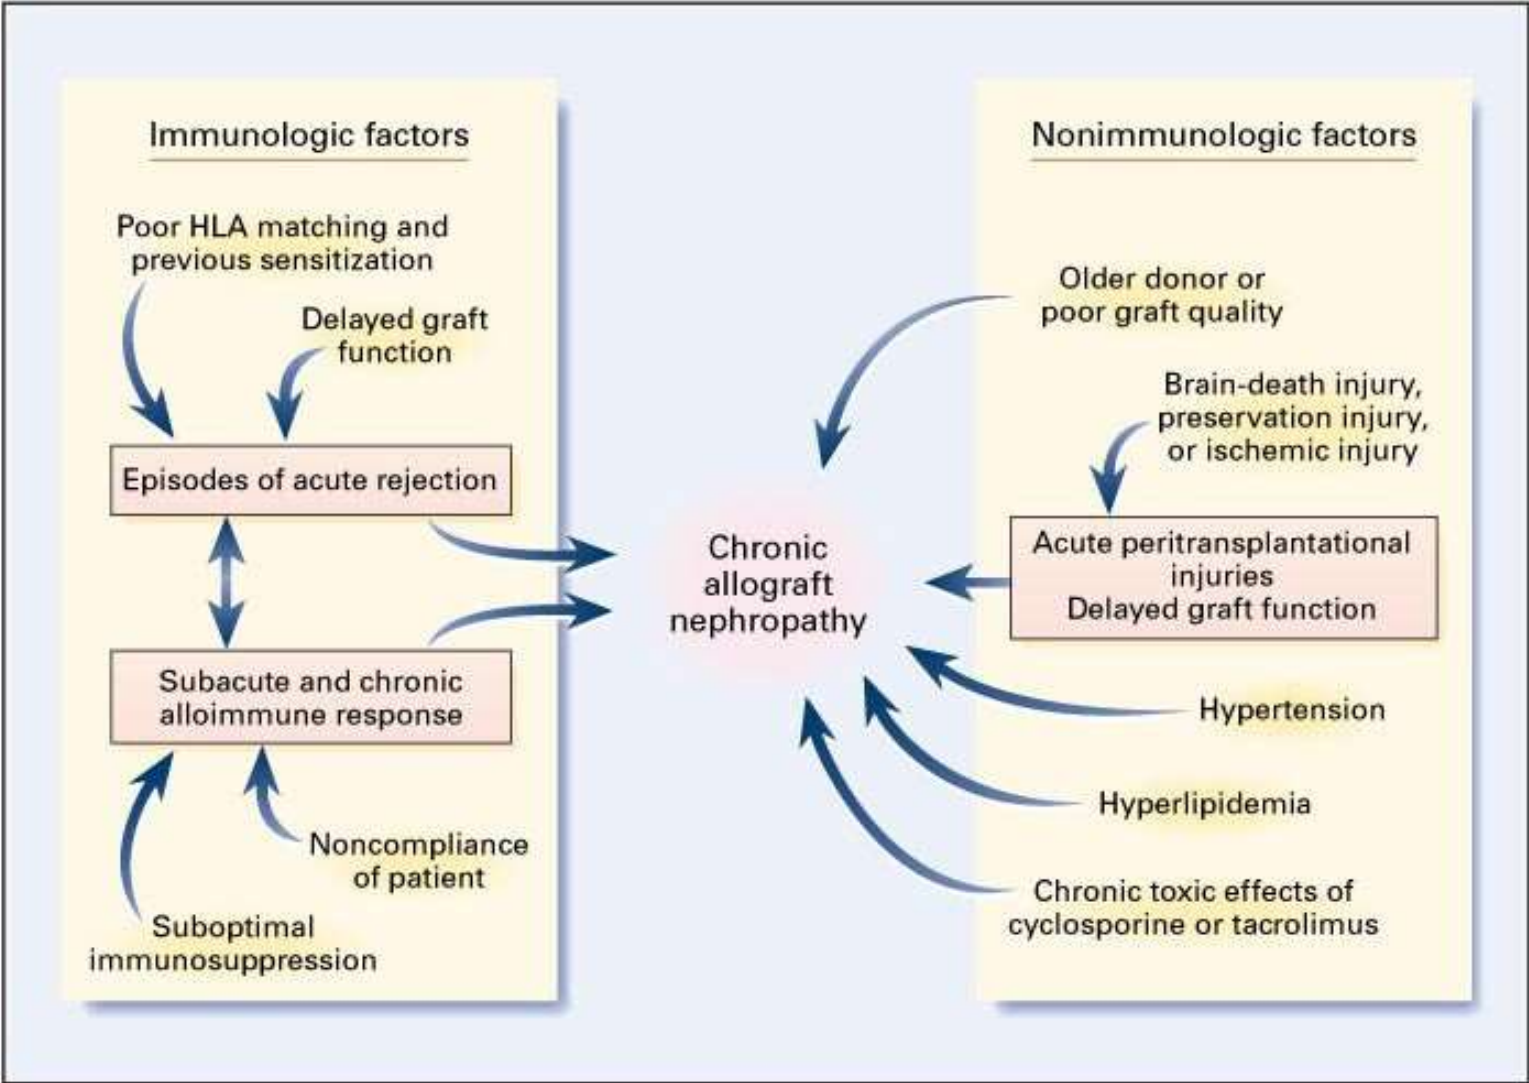 Immunologic factors
Poor HLA matching and
previous sensitization
Delayed graft
function
Episodes of acute rejection
Subacute and chronic
alloimmune response
Noncompliance
of patient
Suboptimal
immunosuppression
Chronic
allograft
nephropathy
Nonimmunologic factors
Older donor or
poor graft quality
Brain-death injury,
preservation injury,
or ischemic injury
Acute peritransplantational
injuries
Delayed graft function
Hypertension
Hyperlipidemia
Chronic toxic effects of
cyclosporine or tacrolimus